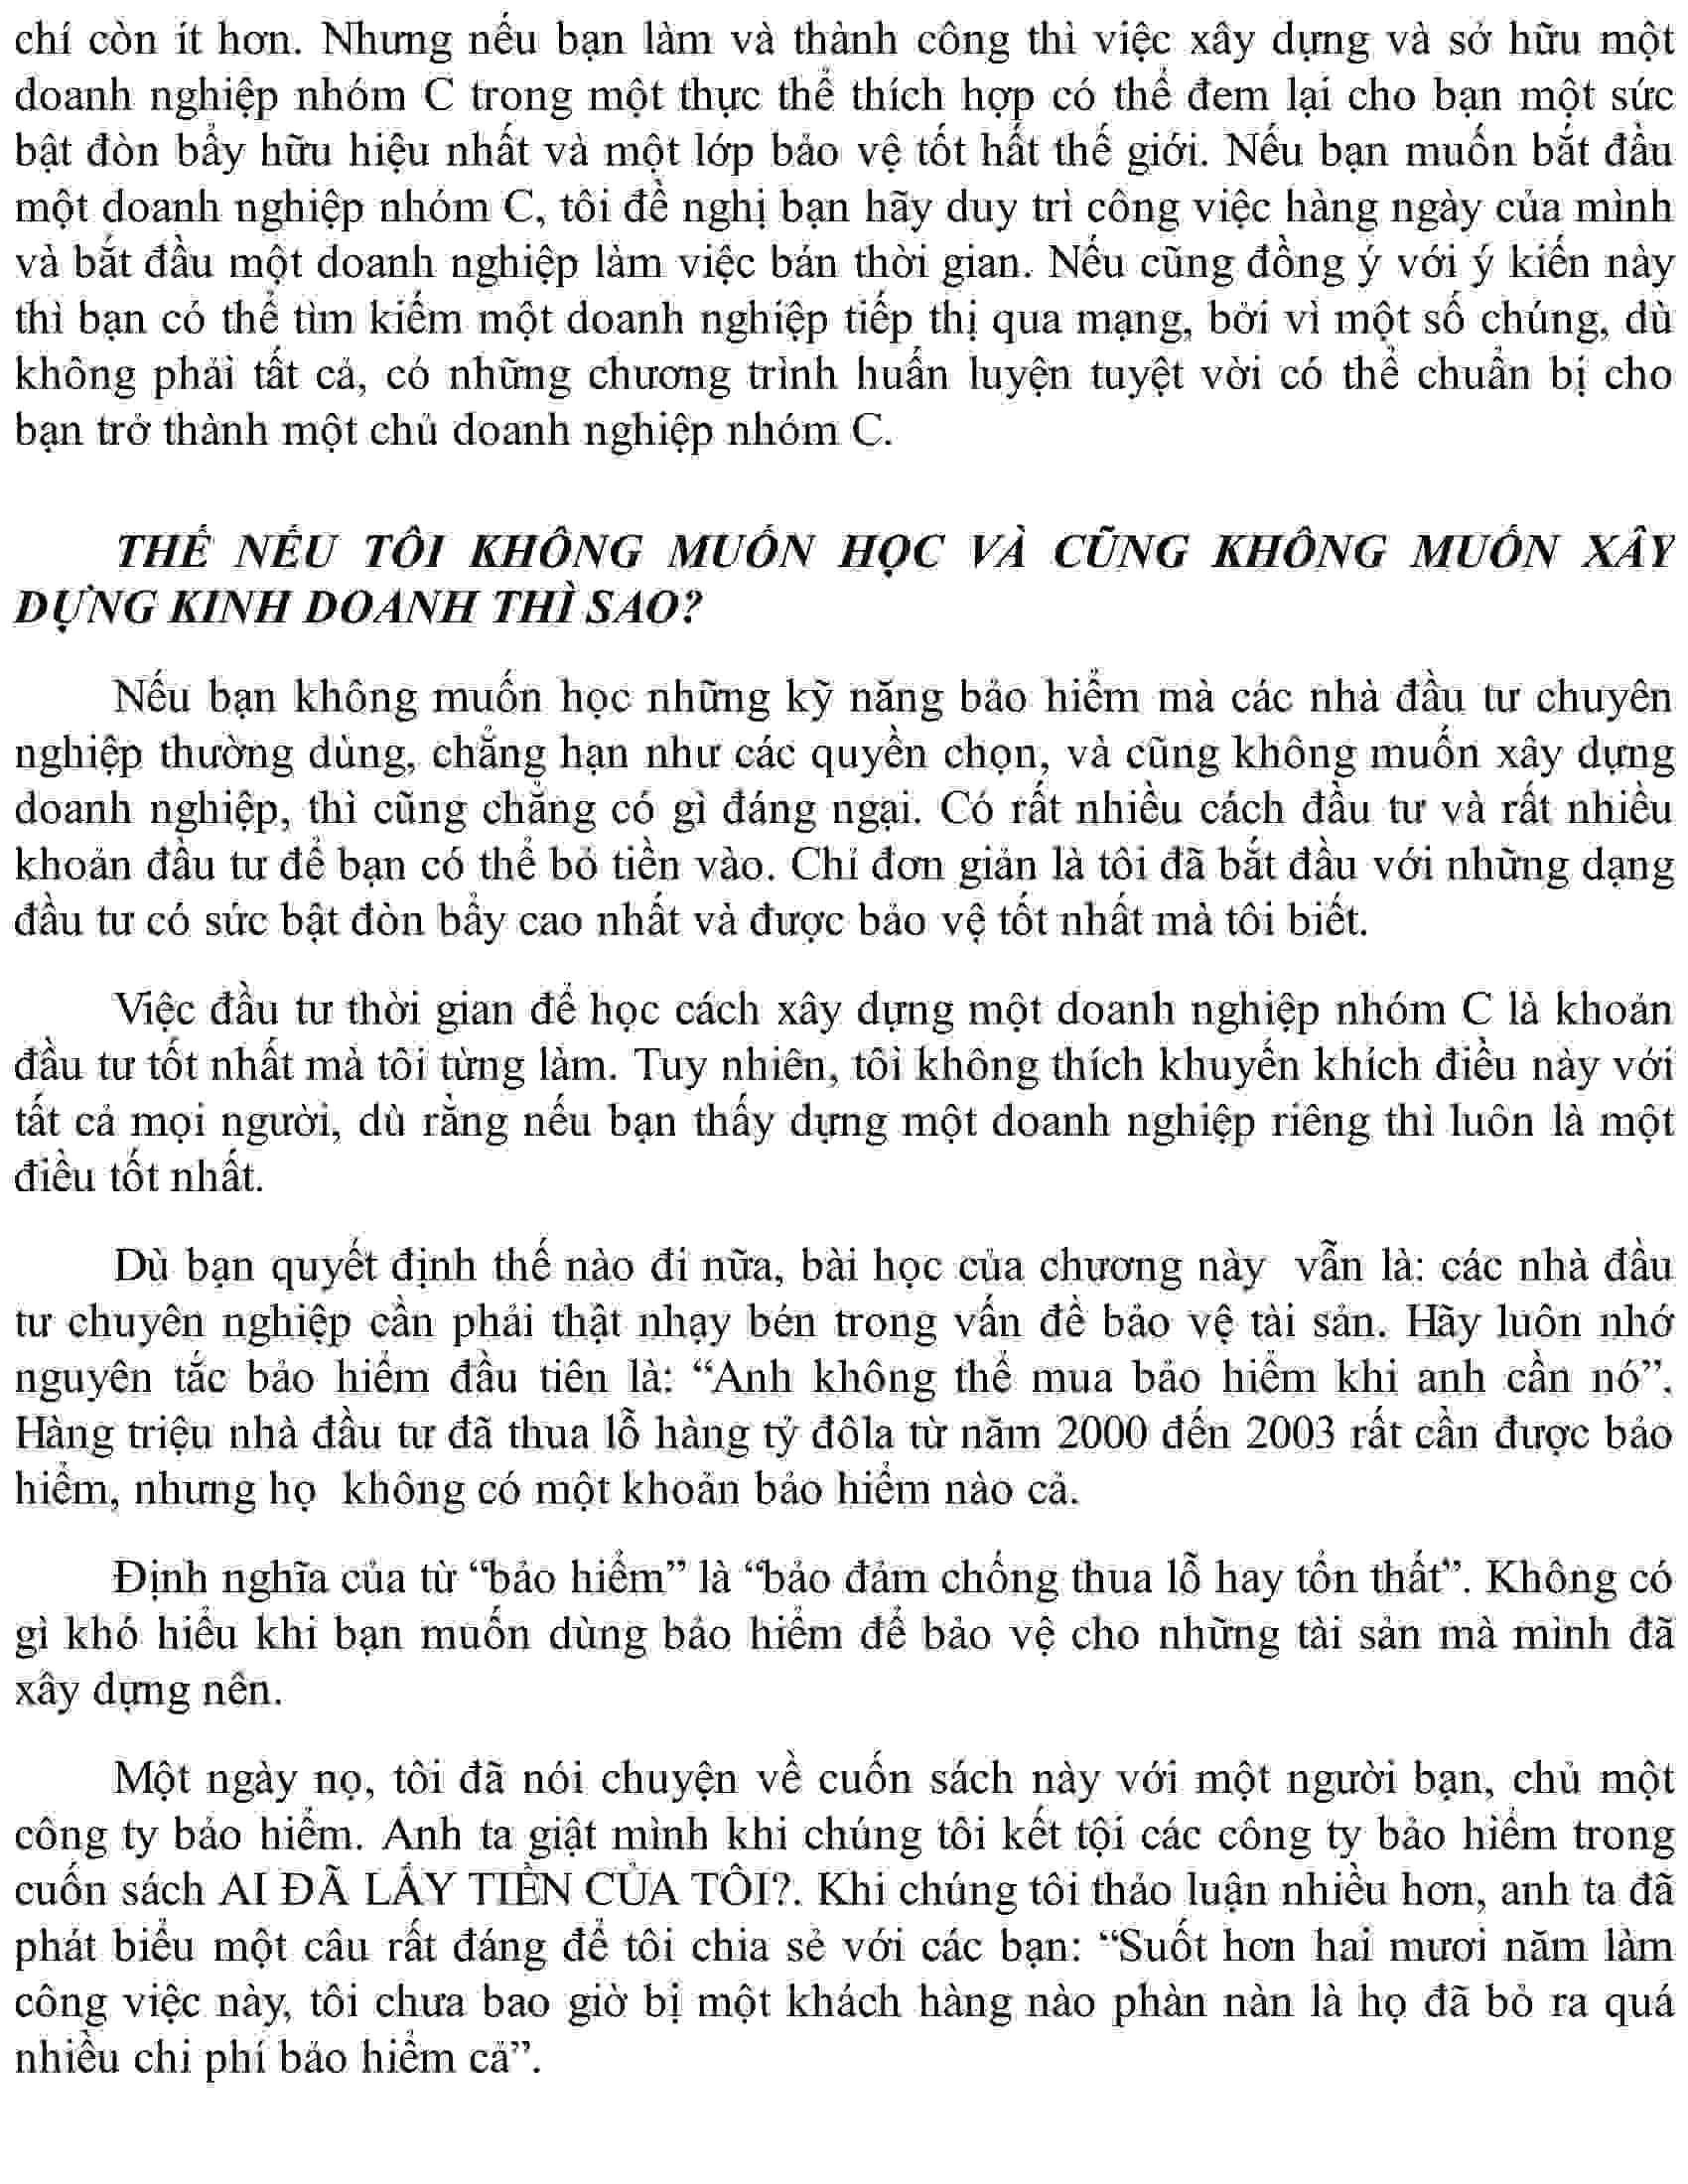 chí còn ít hơn. Nhưng nếu bạn làm và thành công thì việc xây dựng và sở hữu một
doanh nghiệp nhóm C trong một thực thể thích hợp có thể đem lại cho bạn một sức
bật đòn bẩy hữu hiệu nhất và một lớp bảo vệ tốt hất thế giới. Nếu bạn muốn bắt đầu
một doanh nghiệp nhóm C, tôi đề nghị bạn hãy duy trì công việc hàng ngày của mình
và bắt đầu một doanh nghiệp làm việc bán thời gian. Nếu cũng đồng ý với ý kiến này
thì bạn có thể tìm kiếm một doanh nghiệp tiếp thị qua mạng, bởi vì một số chúng, dù
không phải tất cả, có những chương trình huấn luyện tuyệt vời có thể chuẩn bị cho
bạn trở thành một chủ doanh nghiệp nhóm C.
THẾ NẾU TÔI KHÔNG MUỐN HỌC VÀ CŨNG KHÔNG MUỐN XÂY
DỰNG KINH DOANH THÌ SAO?
Nếu bạn không muốn học những kỹ năng bảo hiểm mà các nhà đầu tư chuyên
nghiệp thường dùng, chẳng hạn như các quyền chọn, và cũng không muốn xây dựng
doanh nghiệp, thì cũng chẳng có gì đáng ngại. Có rất nhiều cách đầu tư và rất nhiều
khoản đầu tư để bạn có thể bỏ tiền vào. Chỉ đơn giản là tôi đã bắt đầu với những dạng
đầu tư có sức bật đòn bẩy cao nhất và được bảo vệ tốt nhất mà tôi biết.
Việc đầu tư thời gian để học cách xây dựng một doanh nghiệp nhóm C là khoản
đầu tư tốt nhất mà tôi từng làm. Tuy nhiên, tôi không thích khuyến khích điều này với
tất cả mọi người, dù rằng nếu bạn thấy dựng một doanh nghiệp riêng thì luôn là một
điều tốt nhất.
Dù bạn quyết định thế nào đi nữa, bài học của chương này vẫn là: các nhà đầu
tư chuyên nghiệp cần phải thật nhạy bén trong vấn đề bảo vệ tài sản. Hãy luôn nhớ
nguyên tắc bảo hiểm đầu tiên là: “Anh không thể mua bảo hiểm khi anh cần nó”.
Hàng triệu nhà đầu tư đã thua lỗ hàng tỷ đôla từ năm 2000 đến 2003 rất cần được bảo
hiểm, nhưng họ không có một khoản bảo hiểm nào cả.
Định nghĩa của từ “bảo hiểm” là “bảo đảm chống thua lỗ hay tổn thất”. Không có
gì khó hiểu khi bạn muốn dùng bảo hiểm để bảo vệ cho những tài sản mà mình đã
xây dựng nên.
Một ngày nọ, tôi đã nói chuyện về cuốn sách này với một người bạn, chủ một
công ty bảo hiểm. Anh ta giật mình khi chúng tôi kết tội các công ty bảo hiểm trong
cuốn sách AI ĐÃ LẤY TIỀN CỦA TÔI?. Khi chúng tôi thảo luận nhiều hơn, anh ta đã
phát biểu một câu rất đáng để tôi chia sẻ với các bạn: “Suốt hơn hai mươi năm làm
công việc này, tôi chưa bao giờ bị một khách hàng nào phàn nàn là họ đã bỏ ra quá
nhiều chi phí bảo hiểm cả”.